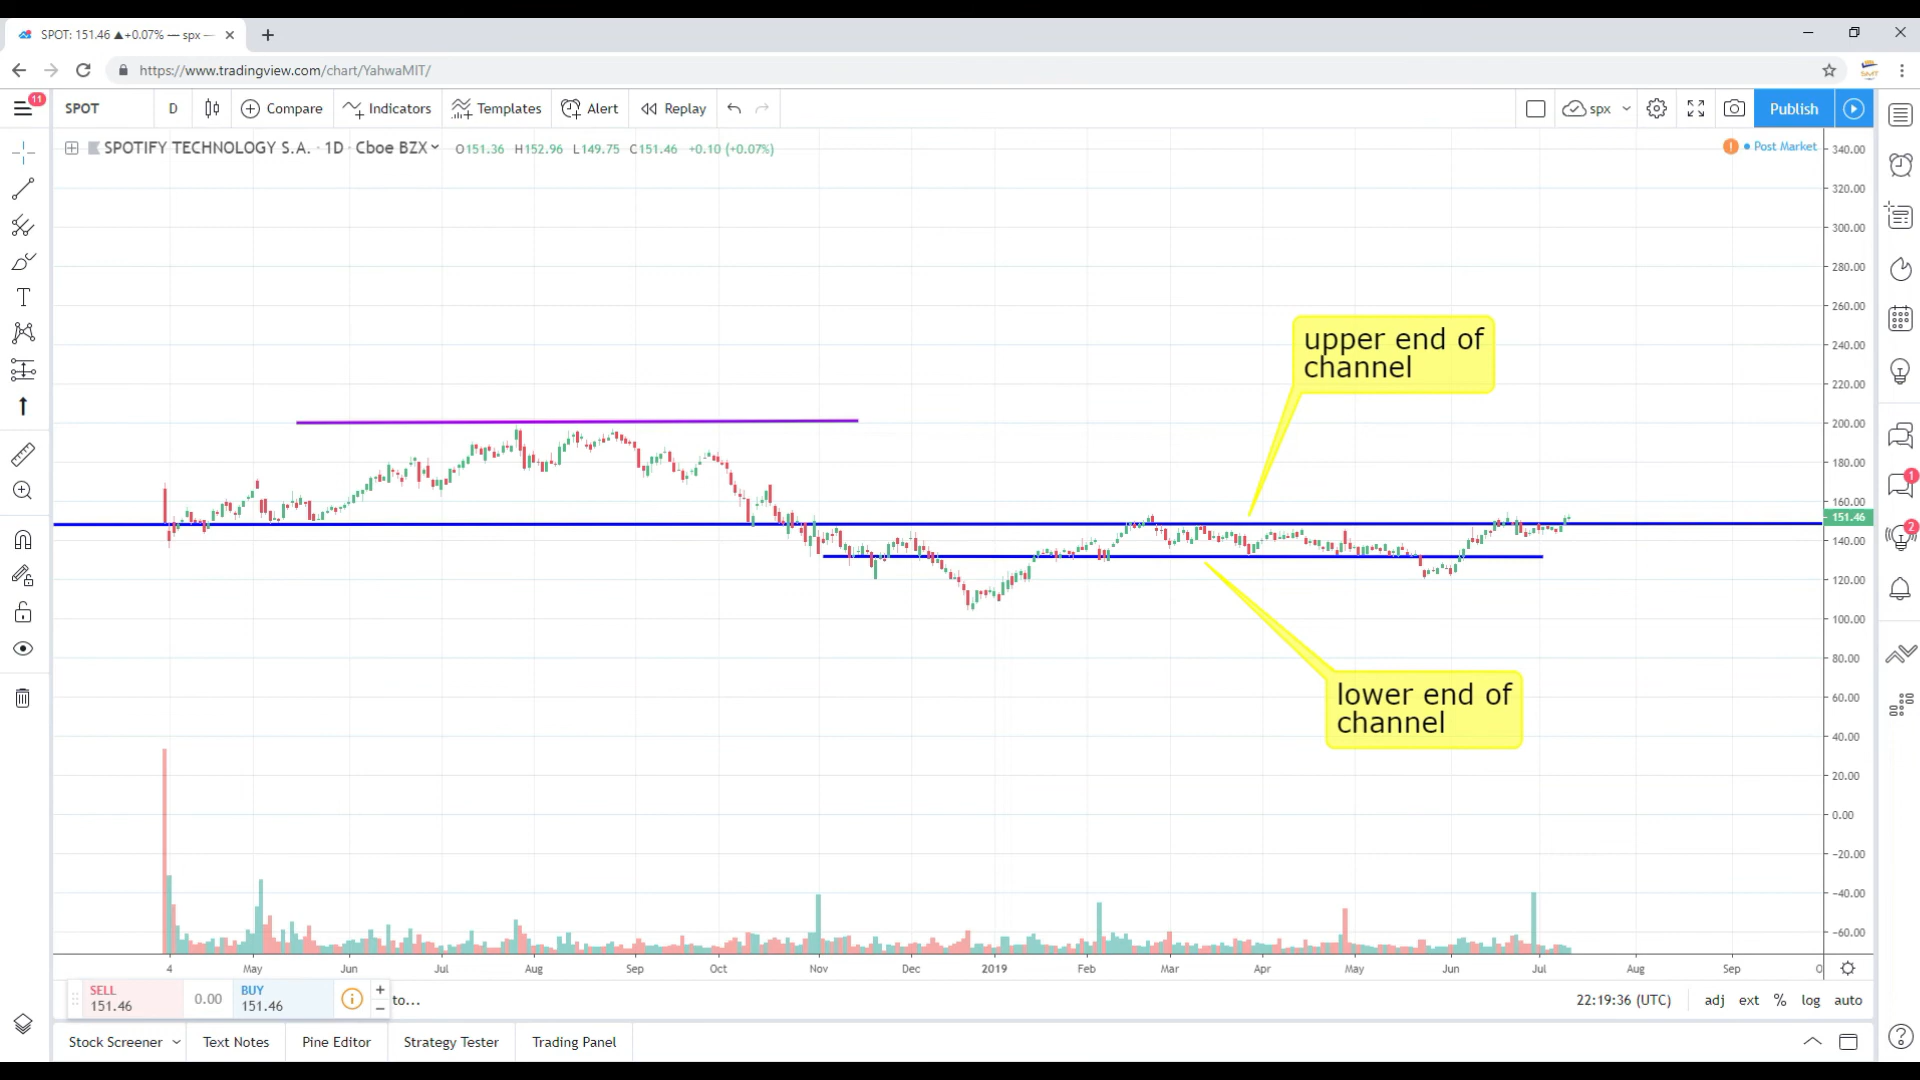 SPOT: 151.46 ▲+0.07% — spx —
https://www.tradingview.com/chart/YahwaMIT/
11
SPOT
D
Compare
Indicators
Templates
Alert
Replay
spx
Publish
SPOTIFY TECHNOLOGY S.A. · 1D · Cboe BZX
O151.36 H152.96 L149.75 C151.46 +0.10 (+0.07%)
Post Market
340.00
320.00
300.00
280.00
260.00
240.00
220.00
200.00
180.00
160.00
151.46
140.00
120.00
100.00
80.00
60.00
40.00
20.00
0.00
-20.00
-40.00
-60.00
upper end of
channel
lower end of
channel
1
2
4 May Jun Jul Aug Sep Oct Nov Dec 2019 Feb Mar Apr May Jun Jul Aug Sep O
SELL
151.46
0.00
BUY
151.46
to...
22:19:36 (UTC)
adj ext % log auto
Stock Screener
Text Notes
Pine Editor
Strategy Tester
Trading Panel